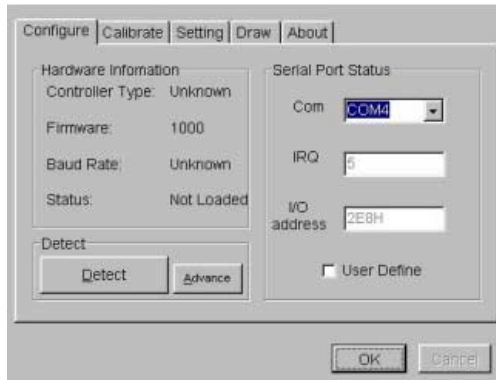 Configure Calibrate Setting Draw About
Hardware Infomation
Controller Type: Unknown
Firmware: 1000
Baud Rate: Unknown
Status: Not Loaded
Detect
Detect Advance
Serial Port Status
Com COM4
IRQ 5
I/O address 2E8H
User Define
OK Cancel